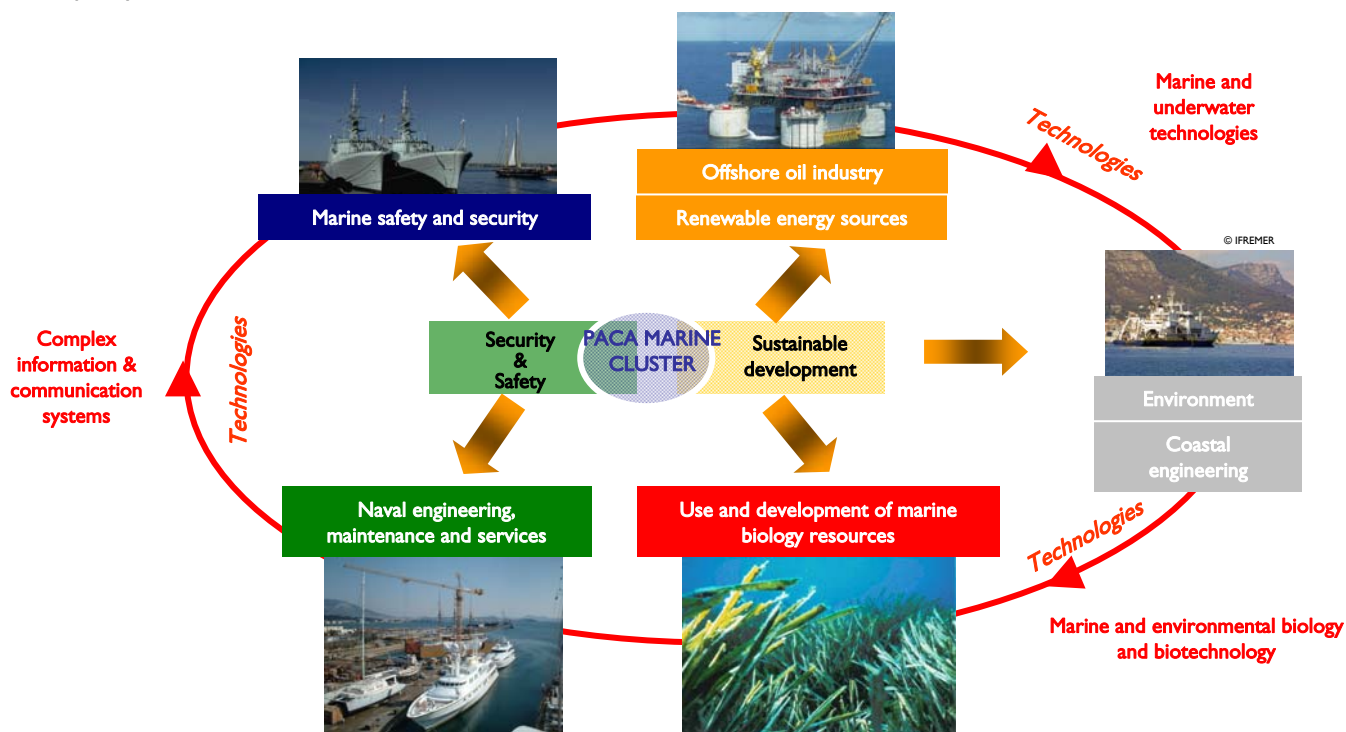 Marine and
underwater
technologies
Technologies
Offshore oil industry
Renewable energy sources
Marine safety and security
© IFREMER
Complex
information &
communication
systems
Technologies
Security
&
Safety
PACA MARINE
CLUSTER
Sustainable
development
Environment
Coastal
engineering
Naval engineering,
maintenance and services
Use and development of marine
biology resources
Technologies
Marine and environmental biology
and biotechnology